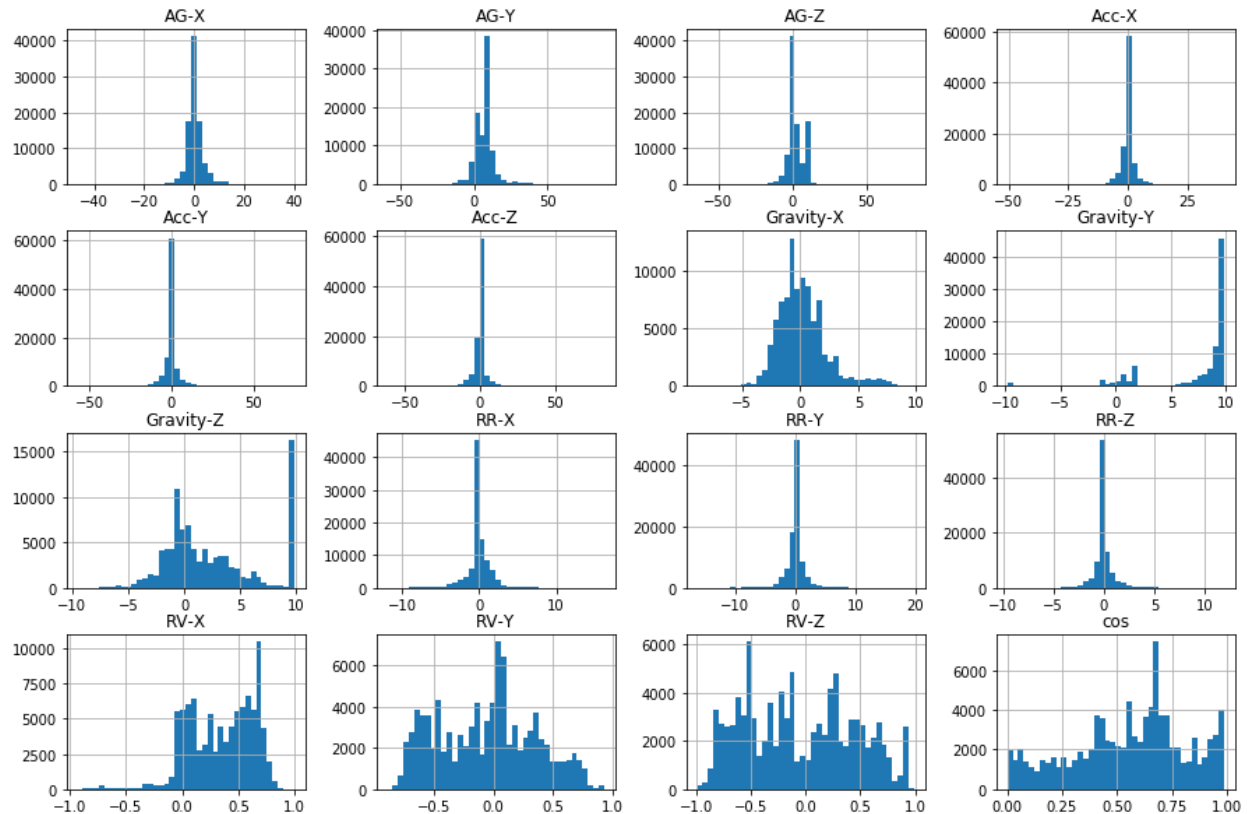 AG-X AG-Y AG-Z Acc-X
40000 40000 40000 60000
30000 30000 30000 40000
20000 20000 20000 20000
10000 10000 10000
0 0 0 0
−40 −20 0 20 40 −50 0 50 −50 0 50 −50 −25 0 25
Acc-Y Acc-Z Gravity-X Gravity-Y
60000 60000 10000 40000
40000 40000 5000 30000
20000 20000 20000
10000
0 0 0 0
−50 0 50 −50 0 50 −5 0 5 10 −10 −5 0 5 10
Gravity-Z RR-X RR-Y RR-Z
15000 40000 40000 40000
10000 30000 20000 20000
5000 20000
10000
0 0 0 0
−10 −5 0 5 10 −10 0 10 −10 0 10 20 −10 −5 0 5 10
RV-X RV-Y RV-Z cos
10000 6000 6000 6000
7500 4000 4000 4000
5000 2000 2000 2000
2500
0 0 0 0
−1.0 −0.5 0.0 0.5 1.0 −0.5 0.0 0.5 1.0 −1.0 −0.5 0.0 0.5 1.0 0.00 0.25 0.50 0.75 1.00